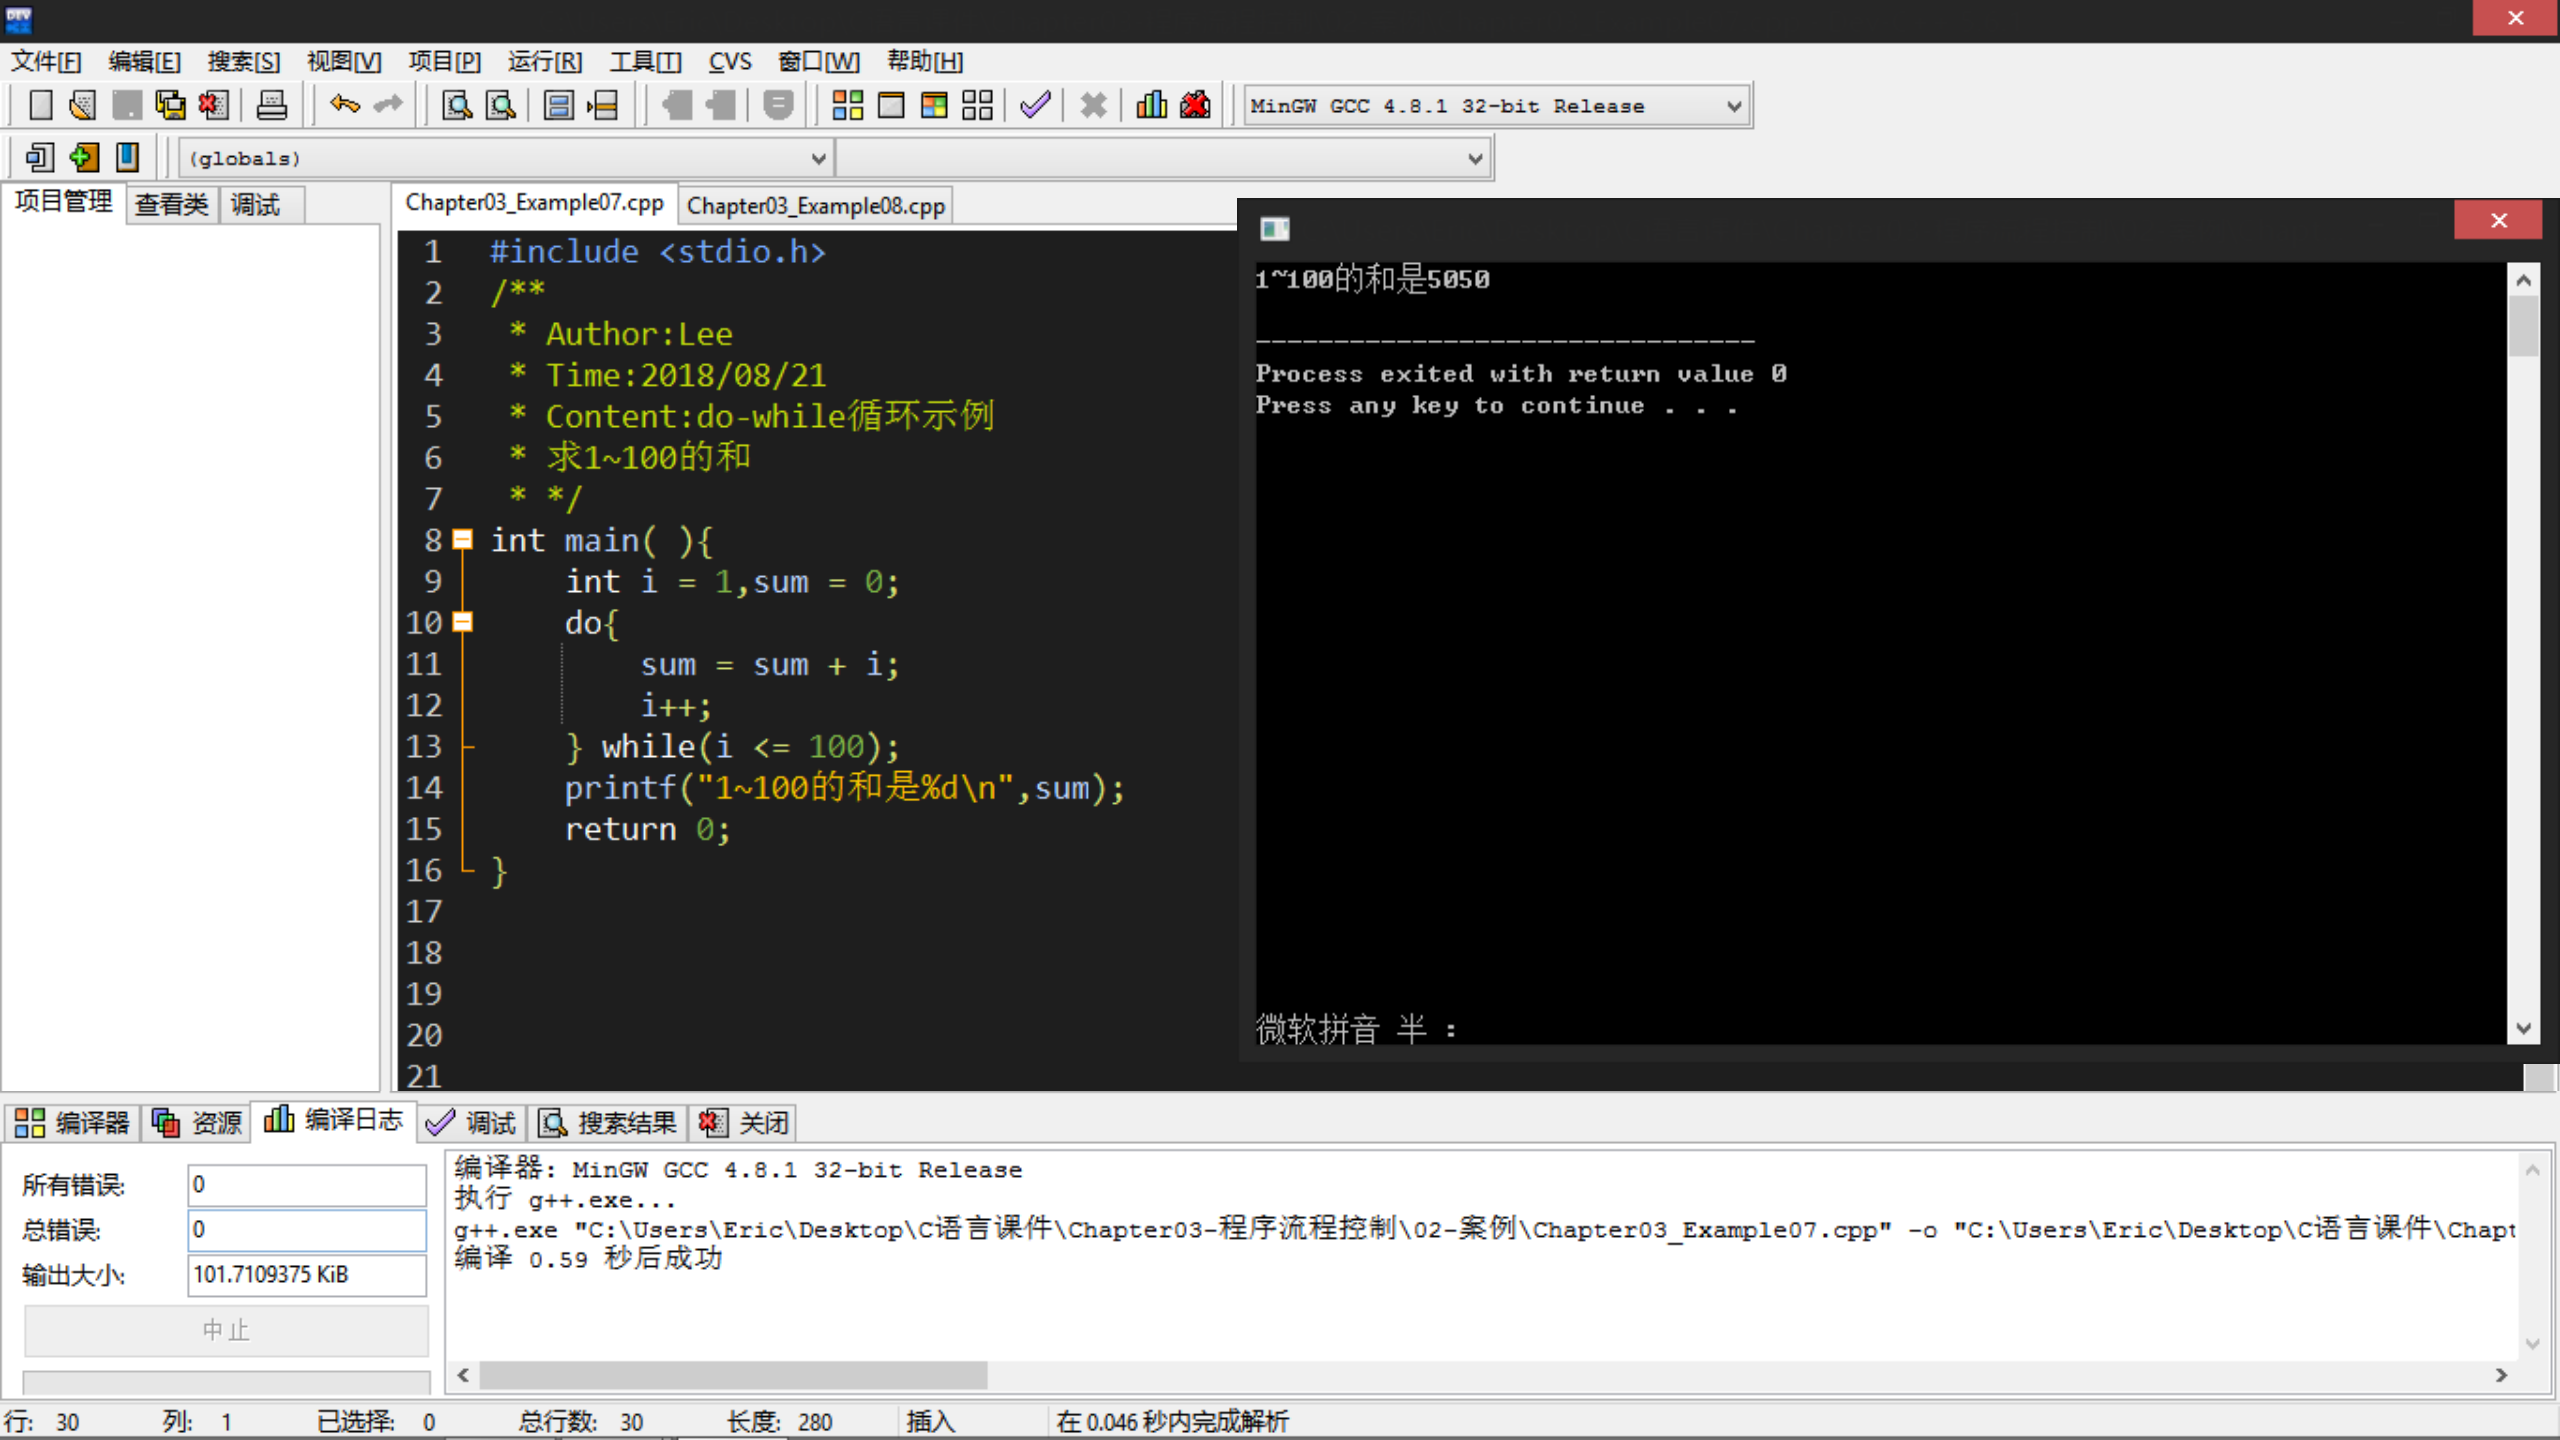 DEV
文件[F] 编辑[E] 搜索[S] 视图[V] 项目[P] 运行[R] 工具[T] CVS 窗口[W] 帮助[H]
MinGW GCC 4.8.1 32-bit Release
(globals)
项目管理 查看类 调试
Chapter03_Example07.cpp Chapter03_Example08.cpp
1 #include <stdio.h>
2 /**
3 * Author:Lee
4 * Time:2018/08/21
5 * Content:do-while循环示例
6 * 求1~100的和
7 * */
8 int main( ){
9 int i = 1,sum = 0;
10 do{
11 sum = sum + i;
12 i++;
13 } while(i <= 100);
14 printf("1~100的和是%d\n",sum);
15 return 0;
16 }
17
18
19
20
21
1~100的和是5050
--------------------------------
Process exited with return value 0
Press any key to continue . . .
微软拼音 半 :
编译器 资源 编译日志 调试 搜索结果 关闭
所有错误: 0
总错误: 0
输出大小: 101.7109375 KiB
中止
编译器: MinGW GCC 4.8.1 32-bit Release
执行 g++.exe...
g++.exe "C:\Users\Eric\Desktop\C语言课件\Chapter03-程序流程控制\02-案例\Chapter03_Example07.cpp" -o "C:\Users\Eric\Desktop\C语言课件\Chapt
编译 0.59 秒后成功
行: 30 列: 1 已选择: 0 总行数: 30 长度: 280 插入 在 0.046 秒内完成解析